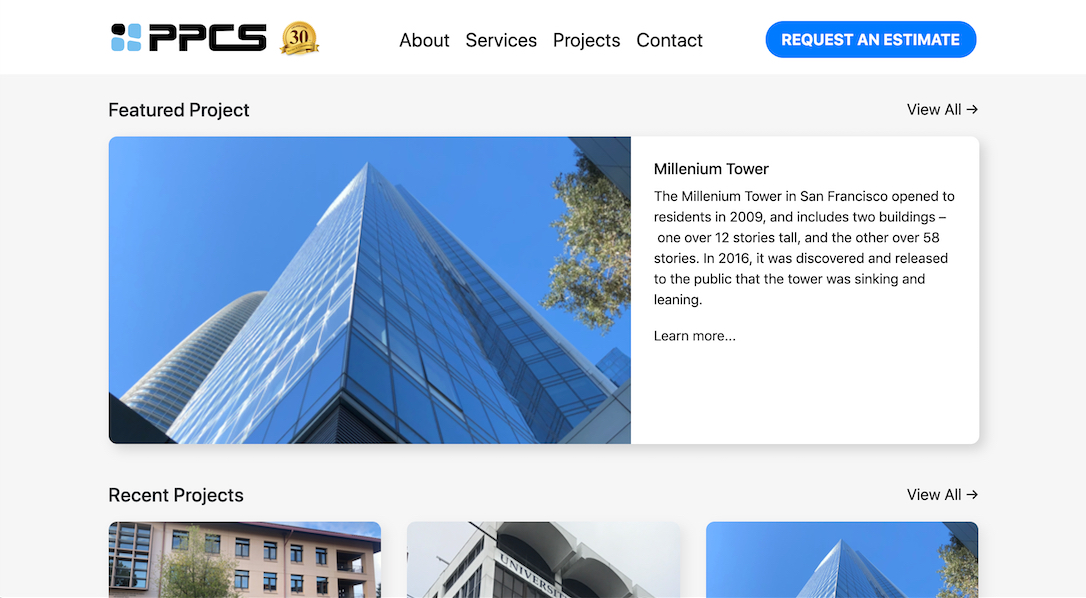 PPCS 30 About Services Projects Contact REQUEST AN ESTIMATE
Featured Project View All →
Millenium Tower
The Millenium Tower in San Francisco opened to
residents in 2009, and includes two buildings –
one over 12 stories tall, and the other over 58
stories. In 2016, it was discovered and released
to the public that the tower was sinking and
leaning.
Learn more...
Recent Projects View All →
UNIVERSI